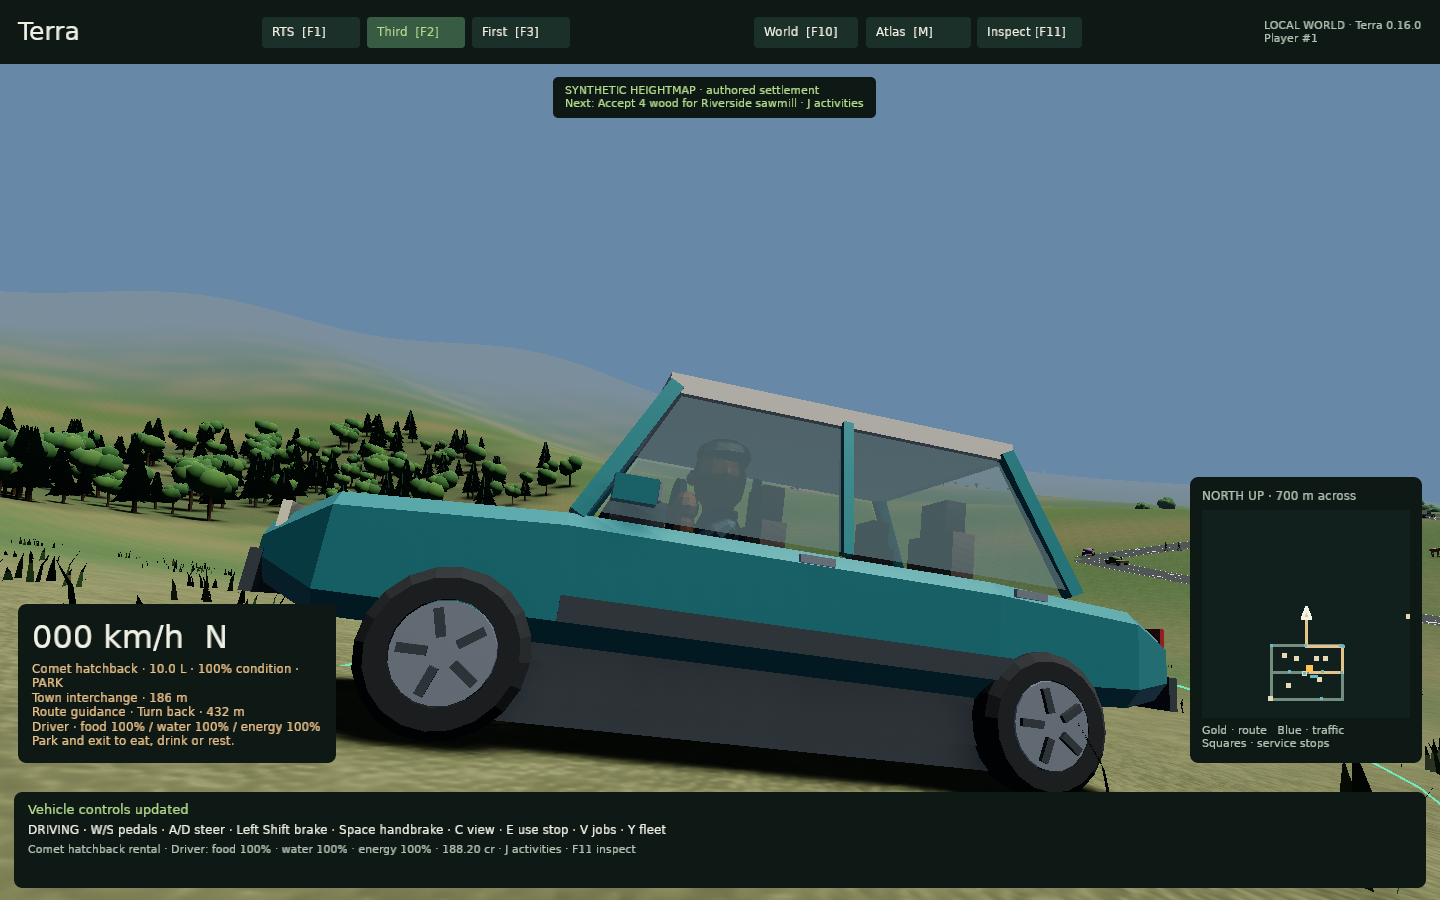 Terra
RTS [F1]
Third [F2]
First [F3]
World [F10]
Atlas [M]
Inspect [F11]
LOCAL WORLD · Terra 0.16.0
Player #1
SYNTHETIC HEIGHTMAP · authored settlement
Next: Accept 4 wood for Riverside sawmill · J activities
NORTH UP · 700 m across
Gold · route Blue · traffic
Squares · service stops
000 km/h N
Comet hatchback · 10.0 L · 100% condition ·
PARK
Town interchange · 186 m
Route guidance · Turn back · 432 m
Driver · food 100% / water 100% / energy 100%
Park and exit to eat, drink or rest.
Vehicle controls updated
DRIVING · W/S pedals · A/D steer · Left Shift brake · Space handbrake · C view · E use stop · V jobs · Y fleet
Comet hatchback rental · Driver: food 100% · water 100% · energy 100% · 188.20 cr · J activities · F11 inspect